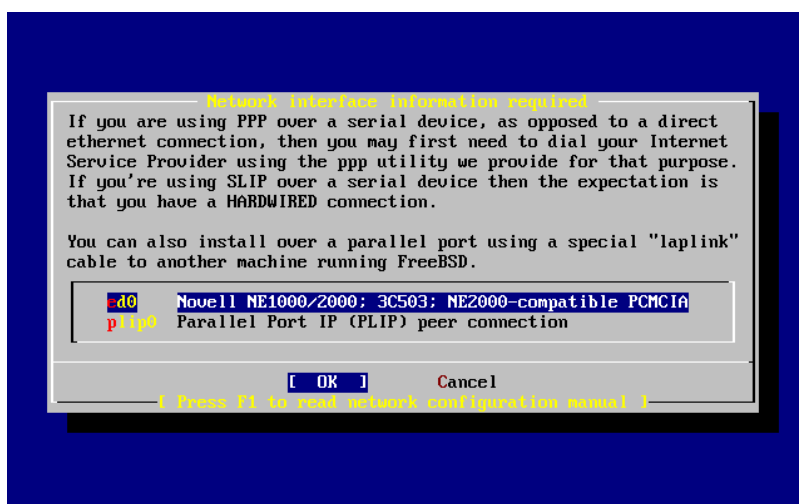 Network interface information required
If you are using PPP over a serial device, as opposed to a direct
ethernet connection, then you may first need to dial your Internet
Service Provider using the ppp utility we provide for that purpose.
If you're using SLIP over a serial device then the expectation is
that you have a HARDWIRED connection.
You can also install over a parallel port using a special "laplink"
cable to another machine running FreeBSD.
ed0 Novell NE1000/2000; 3C503; NE2000-compatible PCMCIA
plip0 Parallel Port IP (PLIP) peer connection
[ OK ] Cancel
[ Press F1 to read network configuration manual ]